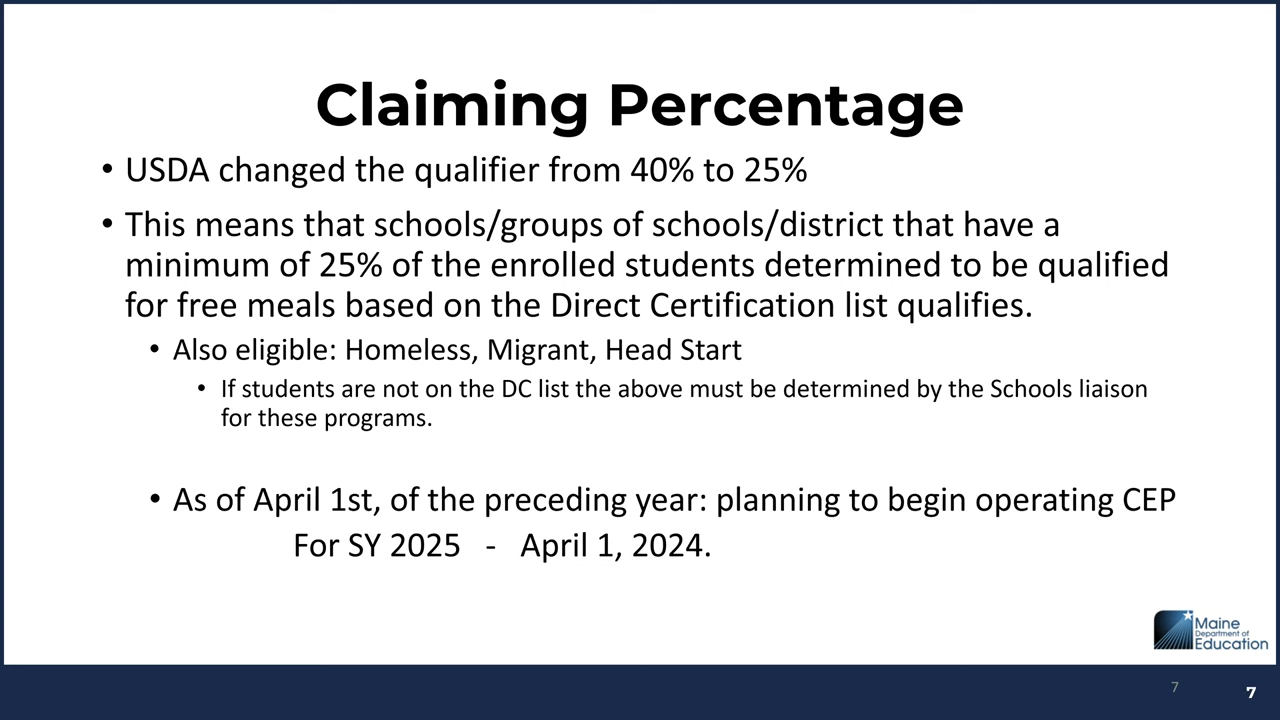 Claiming Percentage
• USDA changed the qualifier from 40% to 25%
• This means that schools/groups of schools/district that have a
minimum of 25% of the enrolled students determined to be qualified
for free meals based on the Direct Certification list qualifies.
• Also eligible: Homeless, Migrant, Head Start
• If students are not on the DC list the above must be determined by the Schools liaison
for these programs.
• As of April 1st, of the preceding year: planning to begin operating CEP
For SY 2025 - April 1, 2024.
Maine
Department of
Education
7
7